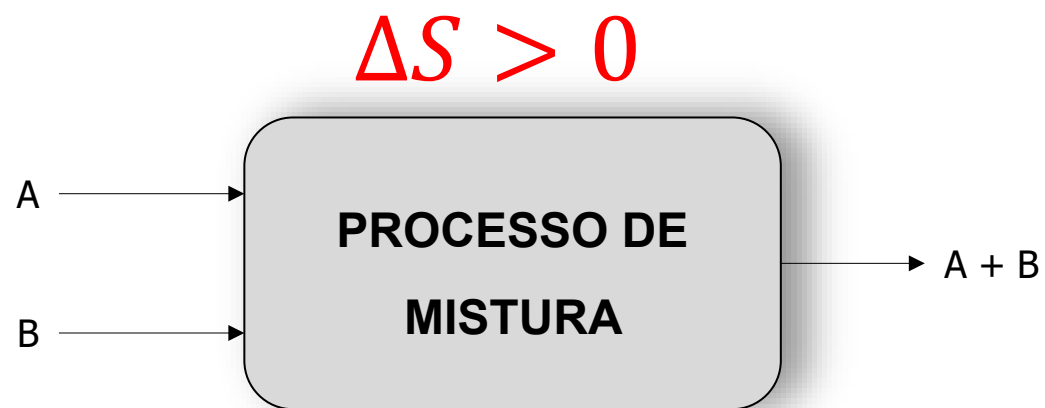 ΔS > 0
A
PROCESSO DE
MISTURA
A + B
B